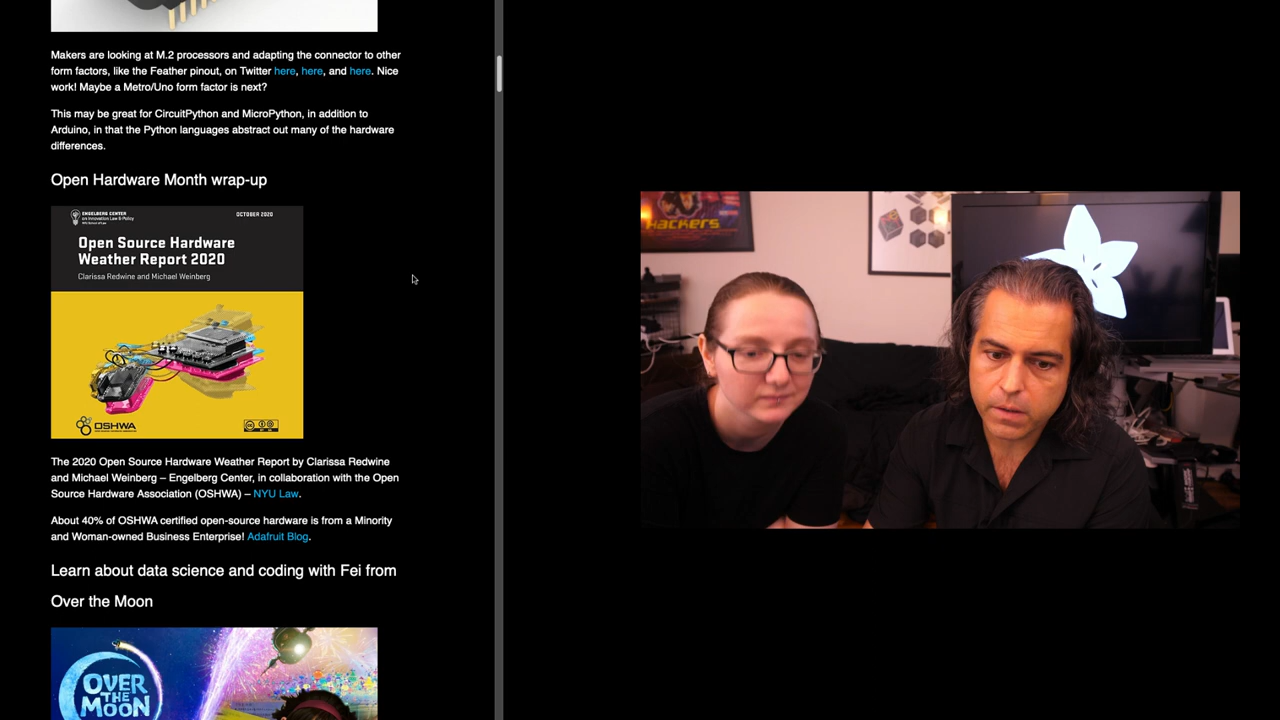 Makers are looking at M.2 processors and adapting the connector to other
form factors, like the Feather pinout, on Twitter here, here, and here. Nice
work! Maybe a Metro/Uno form factor is next?
This may be great for CircuitPython and MicroPython, in addition to
Arduino, in that the Python languages abstract out many of the hardware
differences.
Open Hardware Month wrap-up
ENGELBERG CENTER
on Innovation Law & Policy
OCTOBER 2020
Open Source Hardware
Weather Report 2020
Clarissa Redwine and Michael Weinberg
OSHWA
The 2020 Open Source Hardware Weather Report by Clarissa Redwine
and Michael Weinberg – Engelberg Center, in collaboration with the Open
Source Hardware Association (OSHWA) – NYU Law.
About 40% of OSHWA certified open-source hardware is from a Minority
and Woman-owned Business Enterprise! Adafruit Blog.
Learn about data science and coding with Fei from
Over the Moon
OVER
THE
MOON
HACKERS